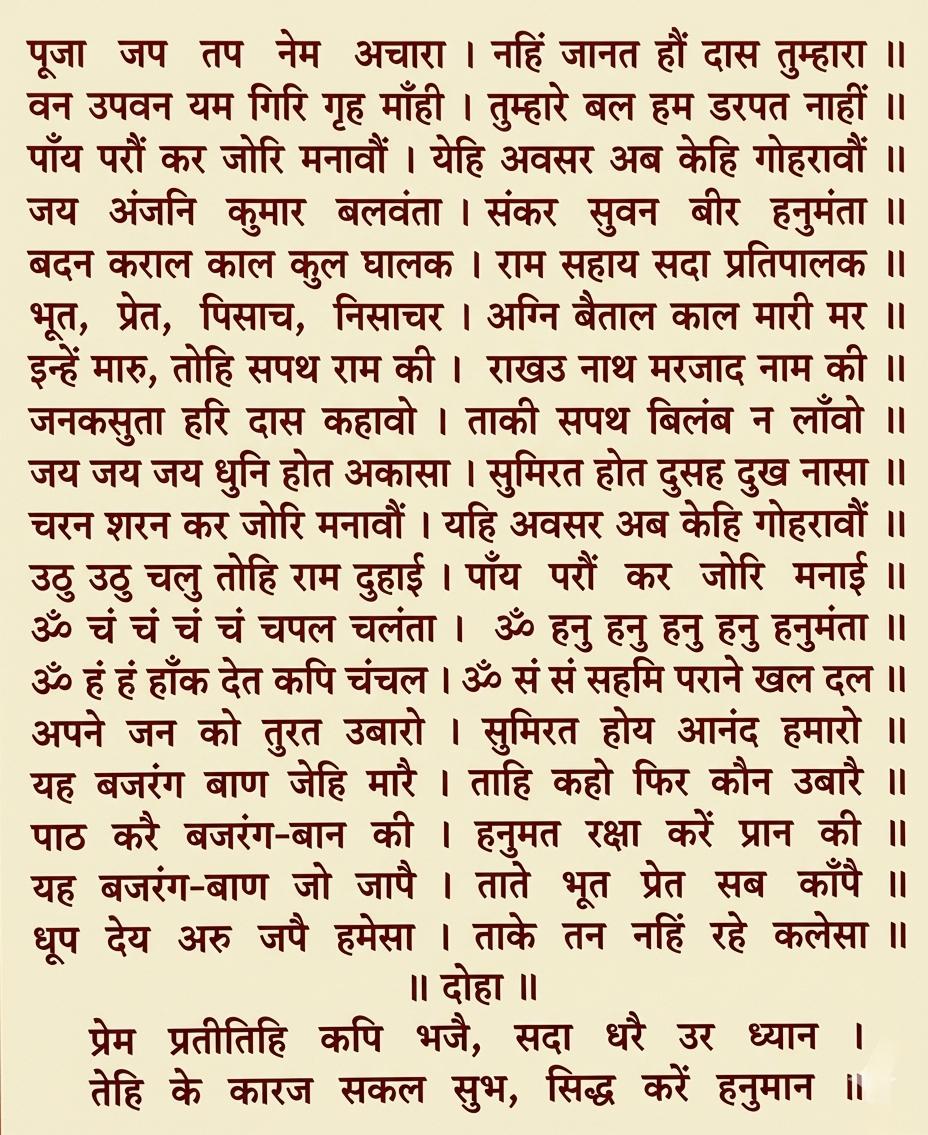 पूजा जप तप नेम अचारा । नहिं जानत हौं दास तुम्हारा ॥
वन उपवन यम गिरि गृह माँही । तुम्हारे बल हम डरपत नाहीं ॥
पाँय परौं कर जोरि मनावौं । येहि अवसर अब केहि गोहरावौं ॥
जय अंजनि कुमार बलवंता । संकर सुवन बीर हनुमंता ॥
बदन कराल काल कुल घालक । राम सहाय सदा प्रतिपालक ॥
भूत, प्रेत, पिसाच, निसाचर । अग्नि बैताल काल मारी मर ॥
इन्हें मारु, तोहि सपथ राम की । राखउ नाथ मरजाद नाम की ॥
जनकसुता हरि दास कहावो । ताकी सपथ बिलंब न लाँवो ॥
जय जय जय धुनि होत अकासा । सुमिरत होत दुसह दुख नासा ॥
चरन शरन कर जोरि मनावौं । यहि अवसर अब केहि गोहरावौं ॥
उठु उठु चलु तोहि राम दुहाई । पाँय परौं कर जोरि मनाई ॥
ॐ चं चं चं चं चपल चलंता । ॐ हनु हनु हनु हनु हनुमंता ॥
ॐ हं हं हाँक देत कपि चंचल । ॐ सं सं सहमि पराने खल दल ॥
अपने जन को तुरत उबारो । सुमिरत होय आनंद हमारो ॥
यह बजरंग बाण जेहि मारै । ताहि कहो फिर कौन उबारै ॥
पाठ करै बजरंग-बान की । हनुमत रक्षा करें प्रान की ॥
यह बजरंग-बाण जो जापै । ताते भूत प्रेत सब काँपै ॥
धूप देय अरु जपै हमेसा । ताके तन नहिं रहे कलेसा ॥
॥ दोहा ॥
प्रेम प्रतीतिहि कपि भजै, सदा धरै उर ध्यान ।
तेहि के कारज सकल सुभ, सिद्ध करें हनुमान ॥